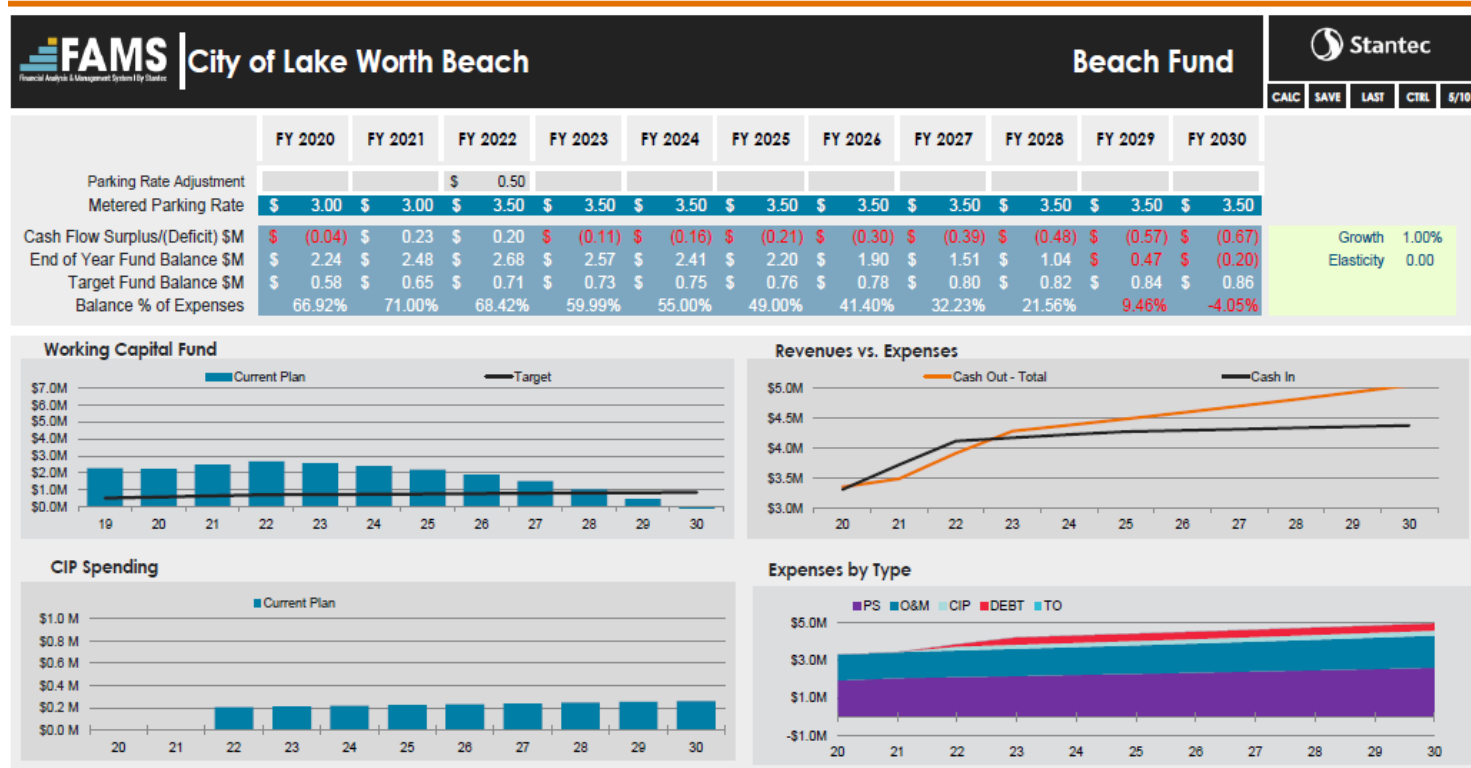 FAMS
Financial Analysis & Management System | By Stantec
City of Lake Worth Beach
Beach Fund
Stantec
CALC SAVE LAST CTRL 5/10
FY 2020 FY 2021 FY 2022 FY 2023 FY 2024 FY 2025 FY 2026 FY 2027 FY 2028 FY 2029 FY 2030
Parking Rate Adjustment $ 0.50
Metered Parking Rate $ 3.00 $ 3.00 $ 3.50 $ 3.50 $ 3.50 $ 3.50 $ 3.50 $ 3.50 $ 3.50 $ 3.50 $ 3.50
Cash Flow Surplus/(Deficit) $M $ (0.04) $ 0.23 $ 0.20 $ (0.11) $ (0.16) $ (0.21) $ (0.30) $ (0.39) $ (0.48) $ (0.57) $ (0.67) Growth 1.00%
End of Year Fund Balance $M $ 2.24 $ 2.48 $ 2.68 $ 2.57 $ 2.41 $ 2.20 $ 1.90 $ 1.51 $ 1.04 $ 0.47 $ (0.20) Elasticity 0.00
Target Fund Balance $M $ 0.58 $ 0.65 $ 0.71 $ 0.73 $ 0.75 $ 0.76 $ 0.78 $ 0.80 $ 0.82 $ 0.84 $ 0.86
Balance % of Expenses 66.92% 71.00% 68.42% 59.99% 55.00% 49.00% 41.40% 32.23% 21.56% 9.46% -4.05%
Working Capital Fund
Current Plan Target
$7.0M
$6.0M
$5.0M
$4.0M
$3.0M
$2.0M
$1.0M
$0.0M
19 20 21 22 23 24 25 26 27 28 29 30
Revenues vs. Expenses
Cash Out - Total Cash In
$5.0M
$4.5M
$4.0M
$3.5M
$3.0M
20 21 22 23 24 25 26 27 28 29 30
CIP Spending
Current Plan
$1.0 M
$0.8 M
$0.6 M
$0.4 M
$0.2 M
$0.0 M
20 21 22 23 24 25 26 27 28 29 30
Expenses by Type
PS O&M CIP DEBT TO
$5.0M
$3.0M
$1.0M
-$1.0M
20 21 22 23 24 25 26 27 28 29 30